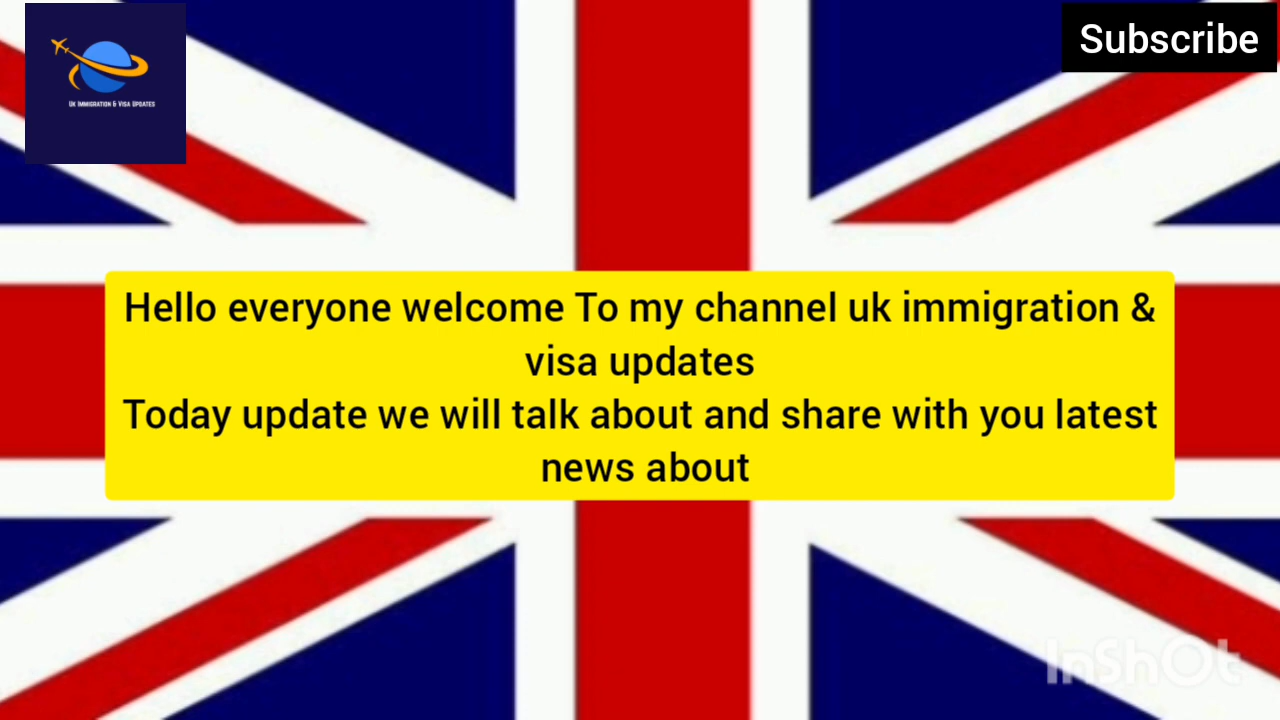 Subscribe
UK IMMIGRATION & VISA UPDATES
Hello everyone welcome To my channel uk immigration &
visa updates
Today update we will talk about and share with you latest
news about
InShOt